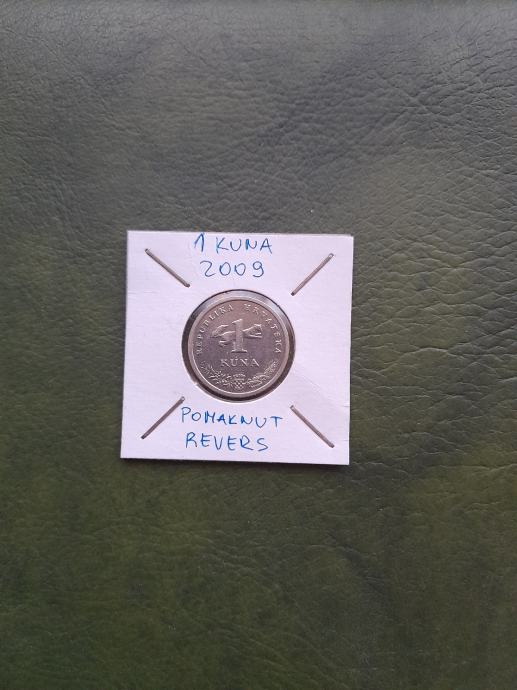 1 KUNA
2009
REPUBLIKA HRVATSKA
1
KUNA
POMAKNUT
REVERS